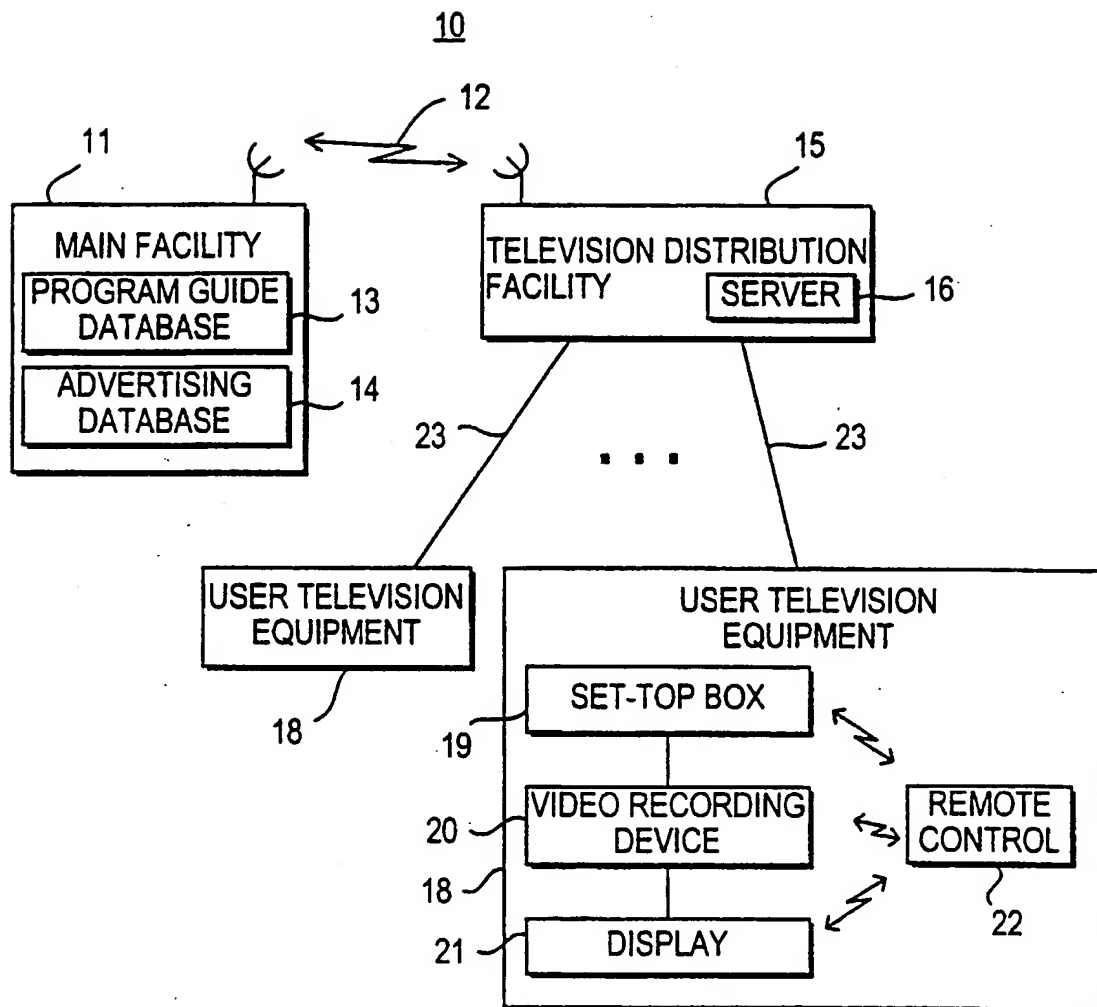 10
12
11
15
MAIN FACILITY
PROGRAM GUIDE
DATABASE
13
ADVERTISING
DATABASE
14
TELEVISION DISTRIBUTION
FACILITY
SERVER
16
23
23
USER TELEVISION
EQUIPMENT
18
USER TELEVISION
EQUIPMENT
SET-TOP BOX
19
VIDEO RECORDING
DEVICE
20
REMOTE
CONTROL
22
18
DISPLAY
21